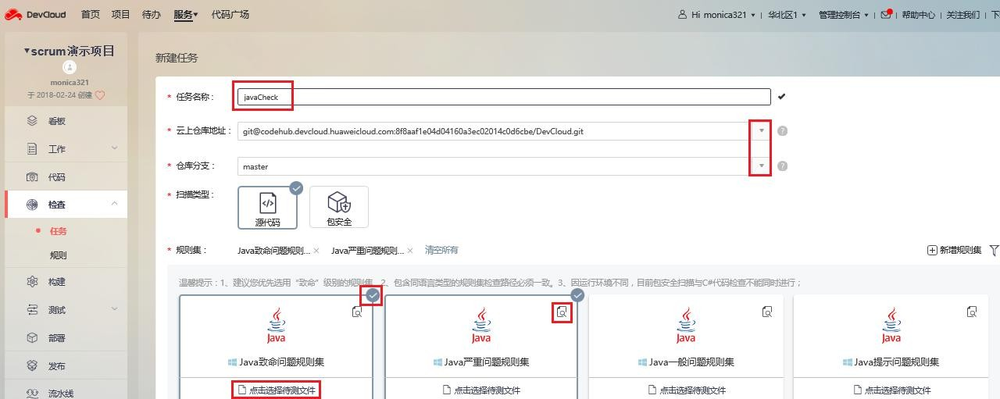 DevCloud 首页 项目 待办 服务 代码广场 Hi monica321 华北区1 管理控制台 帮助中心 关注我们
scrum演示项目
monica321
于 2018-02-24 创建
看板
工作
代码
检查
任务
规则
构建
测试
部署
发布
流水线
新建任务
* 任务名称： javaCheck
* 云上仓库地址： git@codehub.devcloud.huaweicloud.com:8f8aaf1e04d04160a3ec02014c0d6cbe/DevCloud.git ?
* 仓库分支： master ?
* 扫描类型：
源代码 包安全
* 规则集： Java致命问题规则... × Java严重问题规则... × 清空所有 新增规则集
温馨提示：1、建议您优先选用“致命”级别的规则集。2、包含同语言类型的规则集检查路径必须一致。3、因运行环境不同，目前包安全扫描与C#代码检查不能同时进行；
Java Java Java Java
Java致命问题规则集 Java严重问题规则集 Java一般问题规则集 Java提示问题规则集
点击选择待测文件 点击选择待测文件 点击选择待测文件 点击选择待测文件